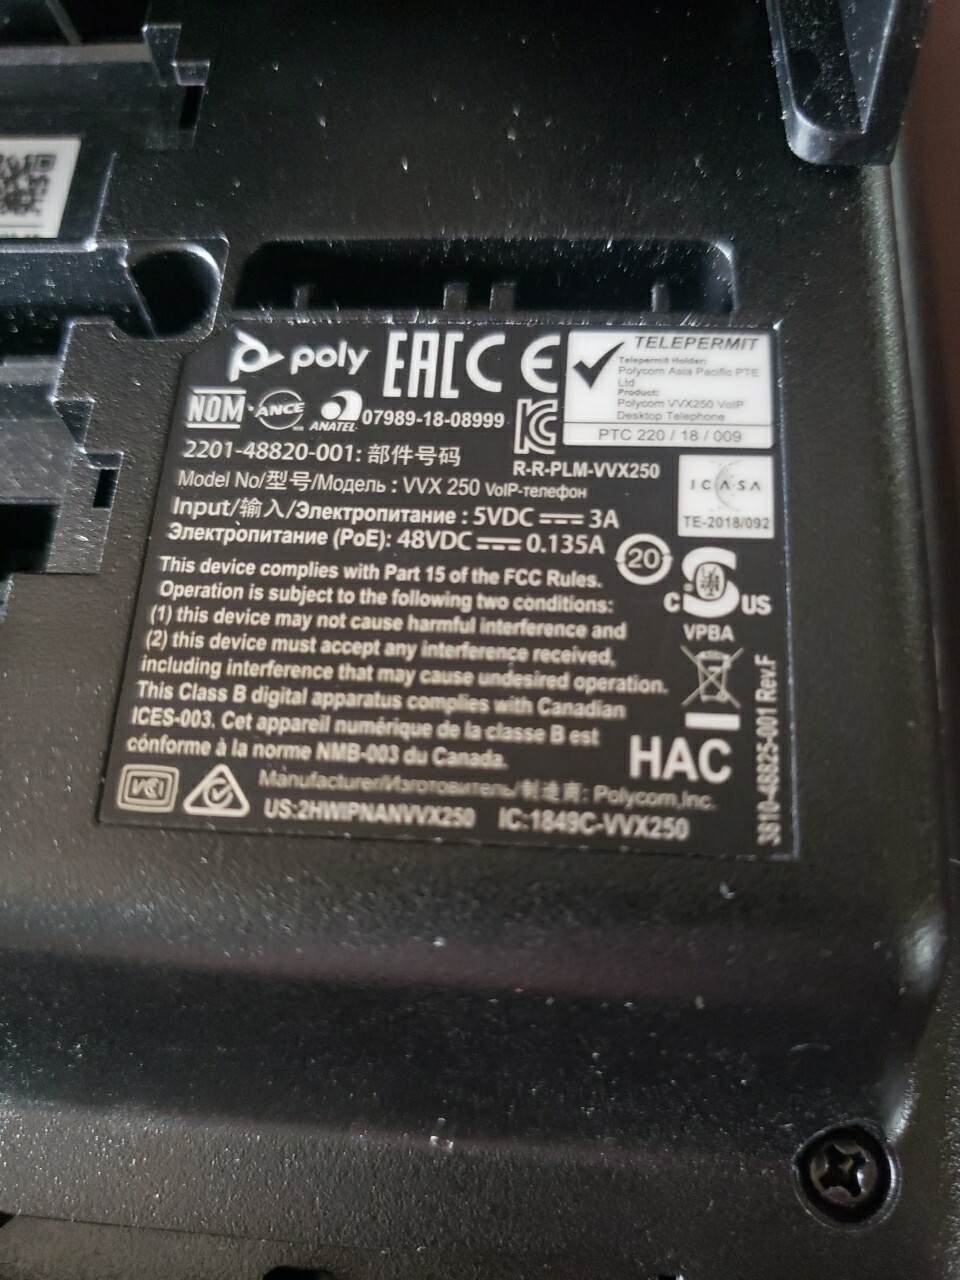 poly EAC CE
TELEPERMIT
Telepermit Holder:
Polycom Asia Pacific PTE
Ltd
Product:
Polycom VVX250 VoIP
Desktop Telephone
PTC 220 / 18 / 009
NOM ANCE ANATEL 07989-18-08999
2201-48820-001: 部件号码
R-R-PLM-VVX250
Model No/型号/Модель : VVX 250 VoIP-телефон
ICASA
TE-2018/092
Input/输入/Электропитание : 5VDC 3A
Электропитание (PoE): 48VDC 0.135A
20
C US
VPBA
This device complies with Part 15 of the FCC Rules.
Operation is subject to the following two conditions:
(1) this device may not cause harmful interference and
(2) this device must accept any interference received,
including interference that may cause undesired operation.
This Class B digital apparatus complies with Canadian
ICES-003. Cet appareil numérique de la classe B est
conforme à la norme NMB-003 du Canada.
HAC
VCI
Manufacturer/Изготовитель/制造商: Polycom,Inc.
US:2HWIPNANVVX250 IC:1849C-VVX250
3810-48825-001 Rev.F